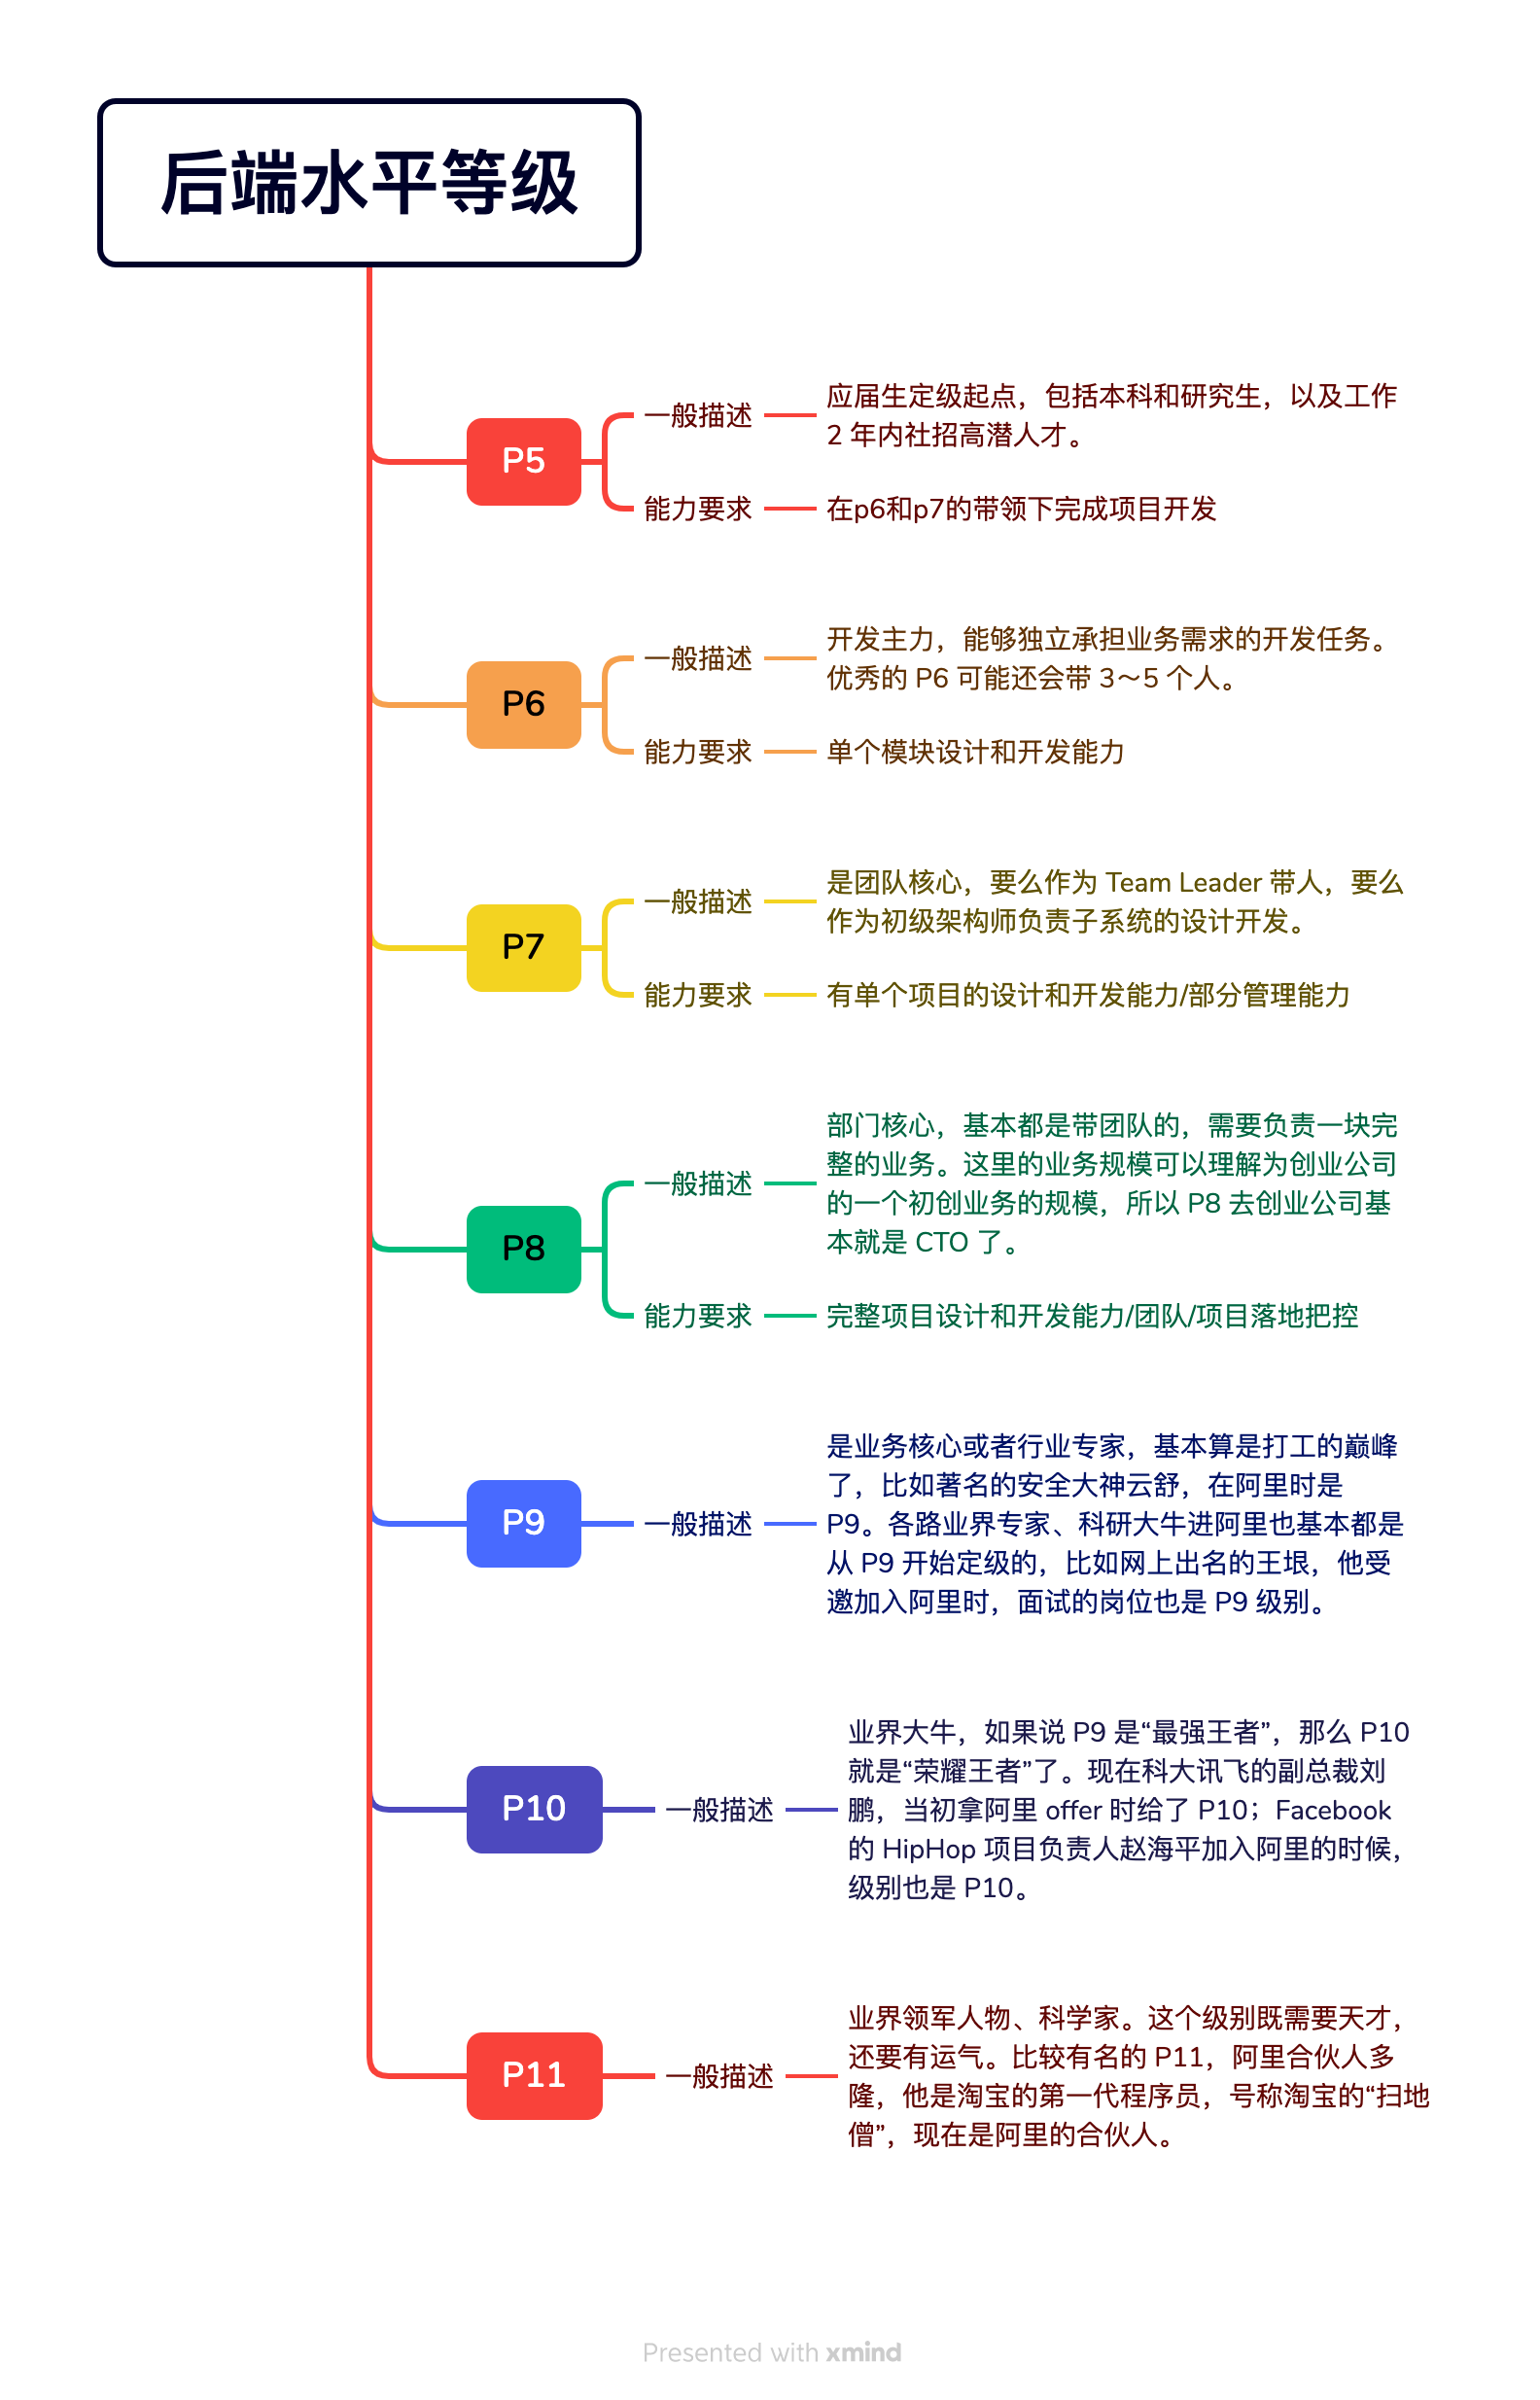 后端水平等级
P5
一般描述
应届生定级起点，包括本科和研究生，以及工作
2 年内社招高潜人才。
能力要求
在p6和p7的带领下完成项目开发
P6
一般描述
开发主力，能够独立承担业务需求的开发任务。
优秀的 P6 可能还会带 3～5 个人。
能力要求
单个模块设计和开发能力
P7
一般描述
是团队核心，要么作为 Team Leader 带人，要么
作为初级架构师负责子系统的设计开发。
能力要求
有单个项目的设计和开发能力/部分管理能力
P8
一般描述
部门核心，基本都是带团队的，需要负责一块完
整的业务。这里的业务规模可以理解为创业公司
的一个初创业务的规模，所以 P8 去创业公司基
本就是 CTO 了。
能力要求
完整项目设计和开发能力/团队/项目落地把控
P9
一般描述
是业务核心或者行业专家，基本算是打工的巅峰
了，比如著名的安全大神云舒，在阿里时是
P9。各路业界专家、科研大牛进阿里也基本都是
从 P9 开始定级的，比如网上出名的王垠，他受
邀加入阿里时，面试的岗位也是 P9 级别。
P10
一般描述
业界大牛，如果说 P9 是“最强王者”，那么 P10
就是“荣耀王者”了。现在科大讯飞的副总裁刘
鹏，当初拿阿里 offer 时给了 P10；Facebook
的 HipHop 项目负责人赵海平加入阿里的时候，
级别也是 P10。
P11
一般描述
业界领军人物、科学家。这个级别既需要天才，
还要有运气。比较有名的 P11，阿里合伙人多
隆，他是淘宝的第一代程序员，号称淘宝的“扫地
僧”，现在是阿里的合伙人。
Presented with xmind